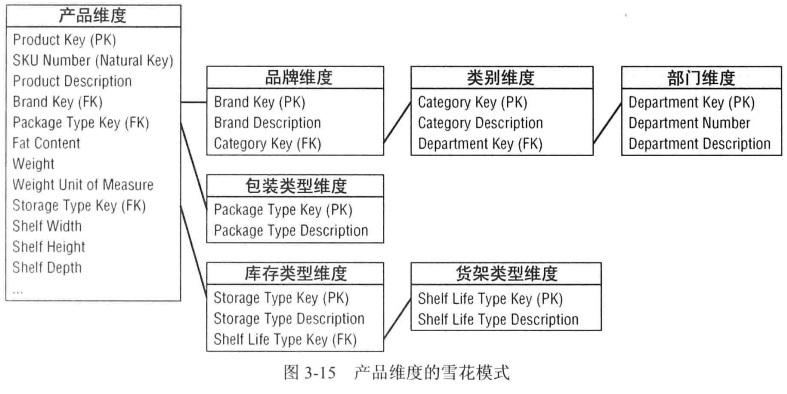 产品维度
Product Key (PK)
SKU Number (Natural Key)
Product Description
Brand Key (FK)
Package Type Key (FK)
Fat Content
Weight
Weight Unit of Measure
Storage Type Key (FK)
Shelf Width
Shelf Height
Shelf Depth
...
品牌维度
Brand Key (PK)
Brand Description
Category Key (FK)
类别维度
Category Key (PK)
Category Description
Department Key (FK)
部门维度
Department Key (PK)
Department Number
Department Description
包装类型维度
Package Type Key (PK)
Package Type Description
库存类型维度
Storage Type Key (PK)
Storage Type Description
Shelf Life Type Key (FK)
货架类型维度
Shelf Life Type Key (PK)
Shelf Life Type Description
图 3-15 产品维度的雪花模式